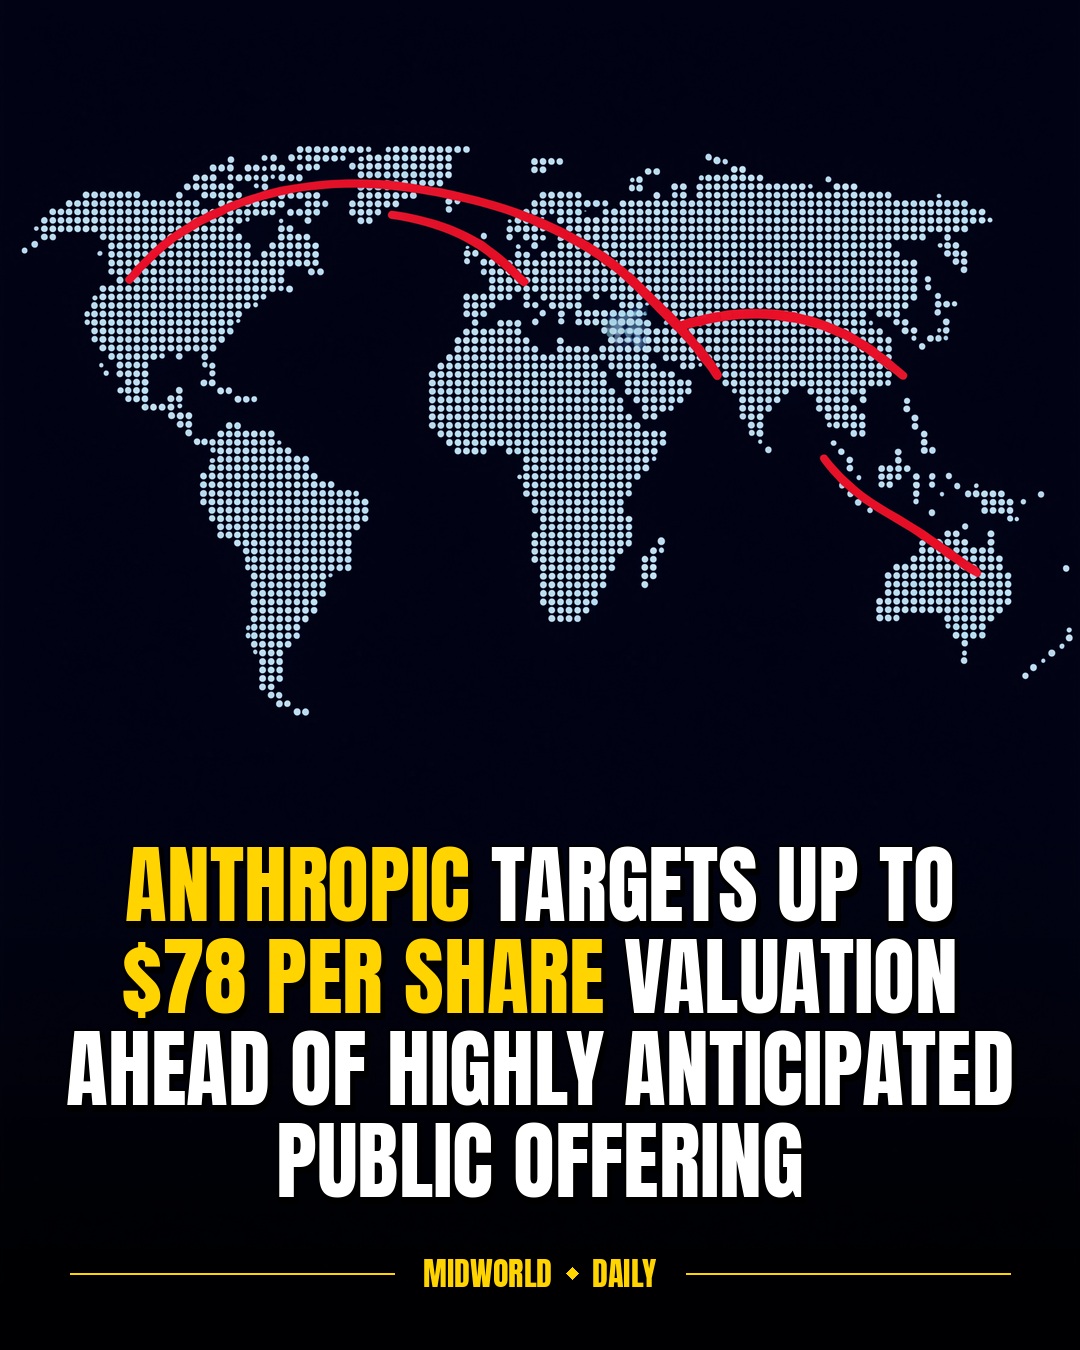 ANTHROPIC TARGETS UP TO
$78 PER SHARE VALUATION
AHEAD OF HIGHLY ANTICIPATED
PUBLIC OFFERING
MIDWORLD ◆ DAILY